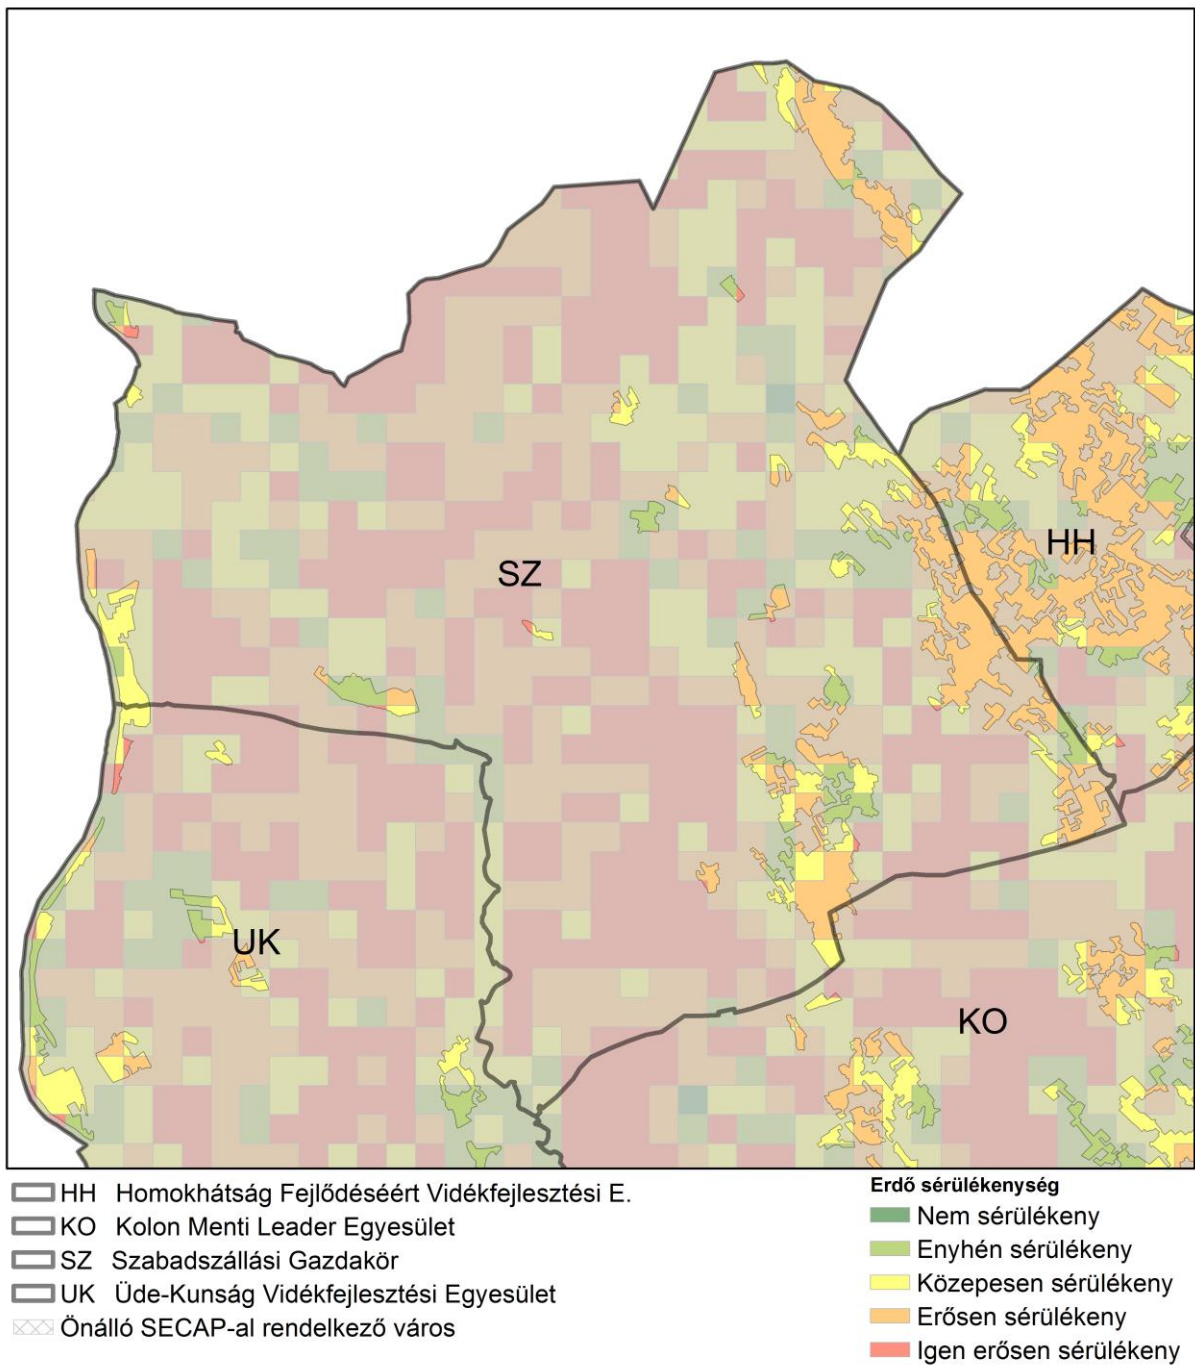 SZ
HH
UK
KO
HH Homokhátság Fejlődéséért Vidékfejlesztési E.
KO Kolon Menti Leader Egyesület
SZ Szabadszállási Gazdakör
UK Üde-Kunság Vidékfejlesztési Egyesület
Önálló SECAP-al rendelkező város
Erdő sérülékenység
Nem sérülékeny
Enyhén sérülékeny
Közepesen sérülékeny
Erősen sérülékeny
Igen erősen sérülékeny